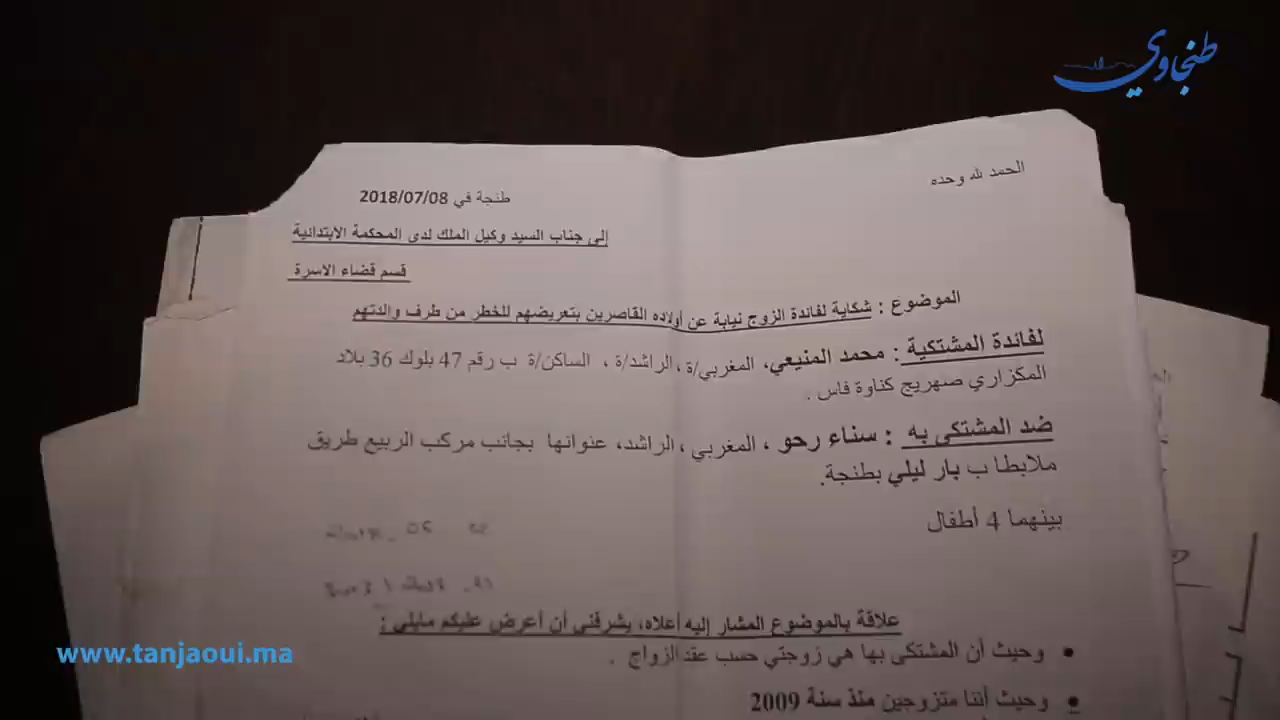 طنجاوي
الحمد لله وحده
طنجة في 2018/07/08
إلى جناب السيد وكيل الملك لدى المحكمة الابتدائية
قسم قضاء الاسرة
الموضوع : شكاية لفائدة الزوج نيابة عن أولاده القاصرين بتعريضهم للخطر من طرف والدتهم
لفائدة المشتكية : محمد المنيعي، المغربي/ة، الراشد/ة ، الساكن/ة ب رقم 47 بلوك 36 بلاد
المكزاري صهريج كناوة فاس .
ضد المشتكى به : سناء رحو ، المغربي، الراشد، عنوانها بجانب مركب الربيع طريق
ملابطا ب بار ليلي بطنجة.
بينهما 4 أطفال
علاقة بالموضوع المشار إليه أعلاه، يشرفني أن أعرض عليكم مايلي :
• وحيث أن المشتكى بها هي زوجتي حسب عقد الزواج .
• وحيث أننا متزوجين منذ سنة 2009
www.tanjaoui.ma